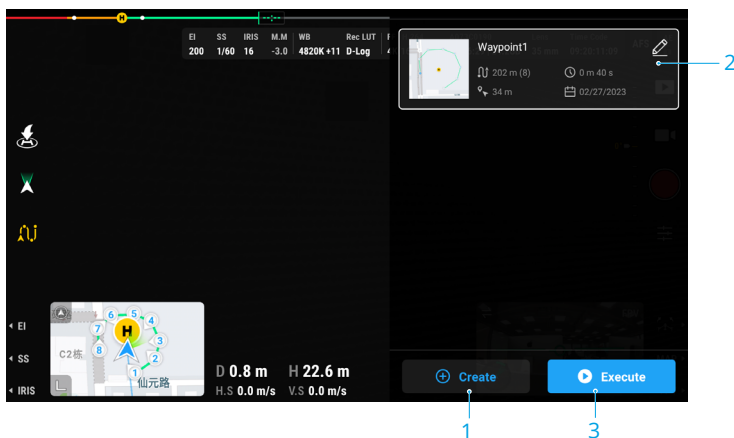 H
EI SS IRIS M.M WB Rec LUT
200 1/60 16 -3.0 4820K +11 D-Log
Waypoint1
202 m (8) 0 m 40 s
34 m 02/27/2023
2
EI
SS
IRIS
6 5 4
7 H 3
C2栋 8 2
1
仙元路
D 0.8 m H 22.6 m
H.S 0.0 m/s V.S 0.0 m/s
Create Execute
1 3